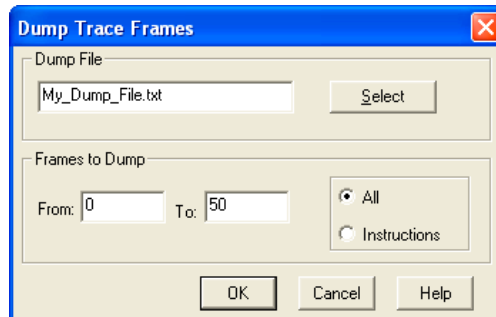 Dump Trace Frames
Dump File
My_Dump_File.txt
Select
Frames to Dump
From: 0 To: 50
All
Instructions
OK Cancel Help